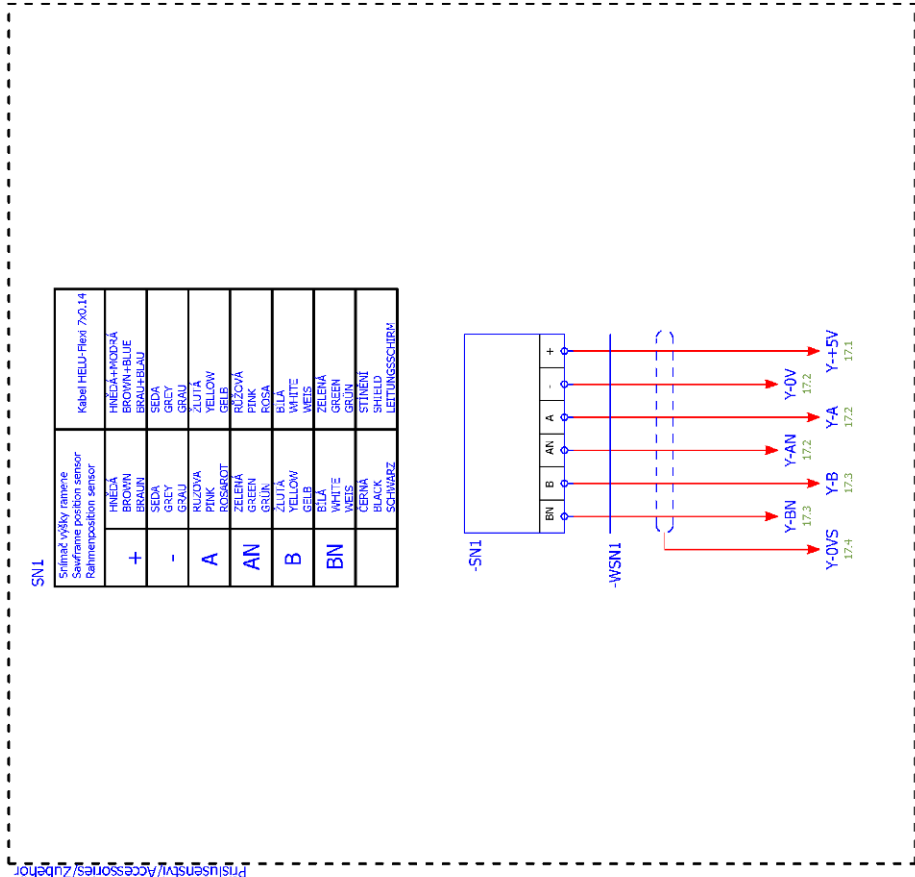 SN1
Snímač výšky ramene
Sawframe position sensor
Rahmenposition sensor
Kabel HELU-Flexi 7x0.14
+
HNĚDÁ
BROWN
BRAUN
HNĚDÁ+MODRÁ
BROWN+BLUE
BRAU+BLAU
-
ŠEDA
GREY
GRAU
ŠEDA
GREY
GRAU
A
RUZOVA
PINK
ROSAROT
ŽLUTÁ
YELLOW
GELB
AN
ZELENÁ
GREEN
GRÜN
RŮŽOVÁ
PINK
ROSA
B
ŽLUTÁ
YELLOW
GELB
BÍLÁ
WHITE
WEIS
BN
BÍLÁ
WHITE
WEIS
ZELENÁ
GREEN
GRÜN
ČERNÁ
BLACK
SCHWARZ
STÍNĚNÍ
SHIELD
LEITUNGSSCHIRM
-SN1
BN
B
AN
A
-
+
-WSN1
Y-0VS
17.4
Y-BN
17.3
Y-B
17.3
Y-AN
17.2
Y-A
17.2
Y-0V
17.2
Y-+5V
17.1
Příslušenství/Accessories/Zubehör